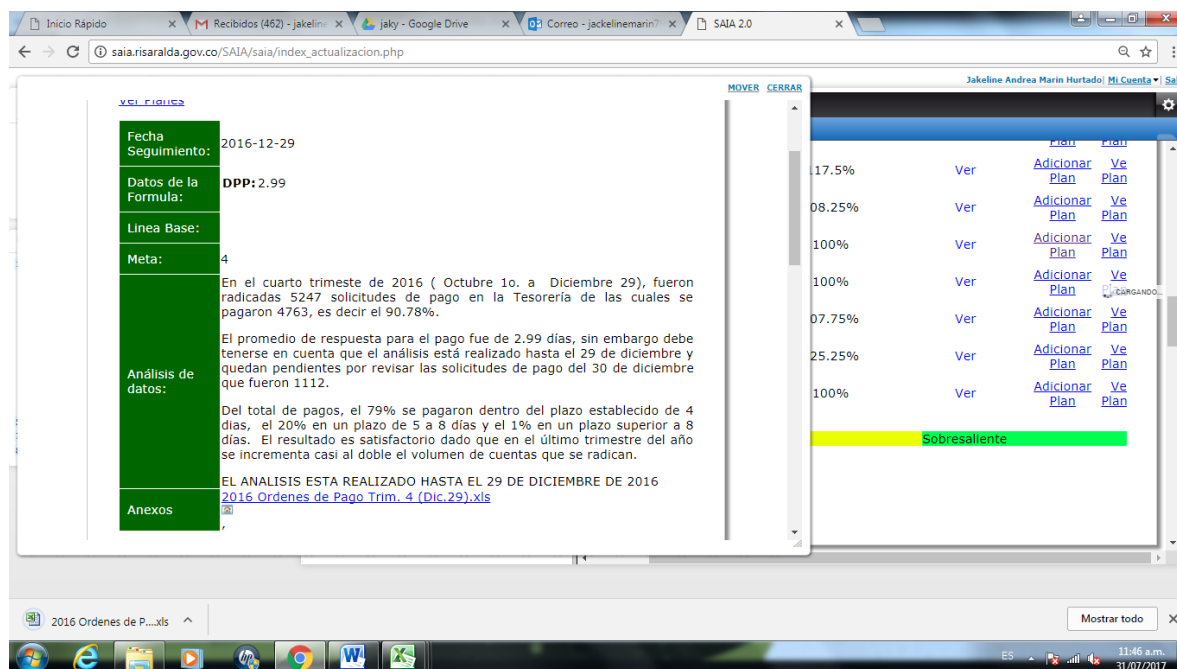 Inicio Rápido
Recibidos (462) - jakeline
jaky - Google Drive
Correo - jackelinemarin7
SAIA 2.0
saia.risaralda.gov.co/SAIA/saia/index_actualizacion.php
Jakeline Andrea Marin Hurtado| Mi Cuenta
MOVER CERRAR
Ver Planes
Fecha Seguimiento:
2016-12-29
Datos de la Formula:
DPP: 2.99
Linea Base:
Meta:
4
Análisis de datos:
En el cuarto trimeste de 2016 ( Octubre 1o. a Diciembre 29), fueron
radicadas 5247 solicitudes de pago en la Tesorería de las cuales se
pagaron 4763, es decir el 90.78%.
El promedio de respuesta para el pago fue de 2.99 días, sin embargo debe
tenerse en cuenta que el análisis está realizado hasta el 29 de diciembre y
quedan pendientes por revisar las solicitudes de pago del 30 de diciembre
que fueron 1112.
Del total de pagos, el 79% se pagaron dentro del plazo establecido de 4
dias, el 20% en un plazo de 5 a 8 días y el 1% en un plazo superior a 8
días. El resultado es satisfactorio dado que en el último trimestre del año
se incrementa casi al doble el volumen de cuentas que se radican.
EL ANALISIS ESTA REALIZADO HASTA EL 29 DE DICIEMBRE DE 2016
Anexos
2016 Ordenes de Pago Trim. 4 (Dic.29).xls
,
Plan Plan
17.5% Ver Adicionar Plan Ve Plan
08.25% Ver Adicionar Plan Ve Plan
100% Ver Adicionar Plan Ve Plan
100% Ver Adicionar Plan Ve
CARGANDO...
07.75% Ver Adicionar Plan Ve Plan
25.25% Ver Adicionar Plan Ve Plan
100% Ver Adicionar Plan Ve Plan
Sobresaliente
2016 Ordenes de P....xls
Mostrar todo
ES
11:46 a.m.
31/07/2017